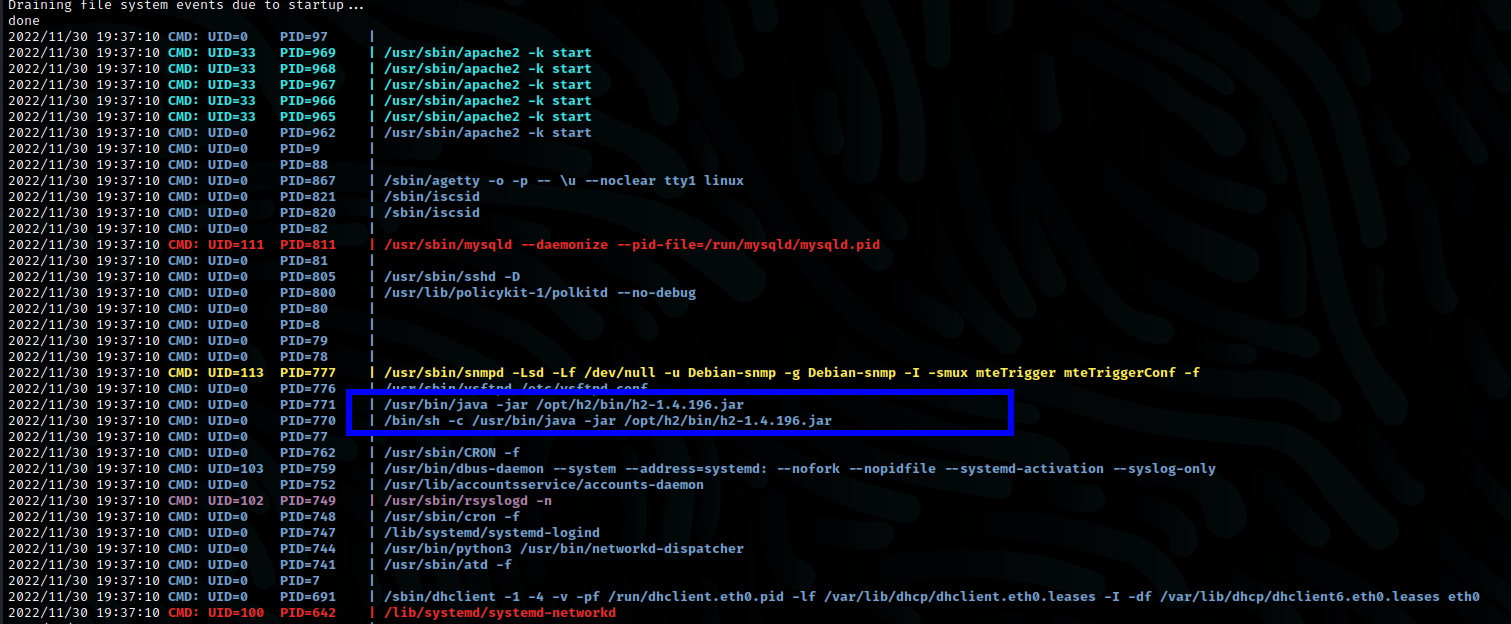 Draining file system events due to startup...
done
2022/11/30 19:37:10 CMD: UID=0    PID=97     |
2022/11/30 19:37:10 CMD: UID=33   PID=969    | /usr/sbin/apache2 -k start
2022/11/30 19:37:10 CMD: UID=33   PID=968    | /usr/sbin/apache2 -k start
2022/11/30 19:37:10 CMD: UID=33   PID=967    | /usr/sbin/apache2 -k start
2022/11/30 19:37:10 CMD: UID=33   PID=966    | /usr/sbin/apache2 -k start
2022/11/30 19:37:10 CMD: UID=33   PID=965    | /usr/sbin/apache2 -k start
2022/11/30 19:37:10 CMD: UID=0    PID=962    | /usr/sbin/apache2 -k start
2022/11/30 19:37:10 CMD: UID=0    PID=9      |
2022/11/30 19:37:10 CMD: UID=0    PID=88     |
2022/11/30 19:37:10 CMD: UID=0    PID=867    | /sbin/agetty -o -p -- \u --noclear tty1 linux
2022/11/30 19:37:10 CMD: UID=0    PID=821    | /sbin/iscsid
2022/11/30 19:37:10 CMD: UID=0    PID=820    | /sbin/iscsid
2022/11/30 19:37:10 CMD: UID=0    PID=82     |
2022/11/30 19:37:10 CMD: UID=111  PID=811    | /usr/sbin/mysqld --daemonize --pid-file=/run/mysqld/mysqld.pid
2022/11/30 19:37:10 CMD: UID=0    PID=81     |
2022/11/30 19:37:10 CMD: UID=0    PID=805    | /usr/sbin/sshd -D
2022/11/30 19:37:10 CMD: UID=0    PID=800    | /usr/lib/policykit-1/polkitd --no-debug
2022/11/30 19:37:10 CMD: UID=0    PID=80     |
2022/11/30 19:37:10 CMD: UID=0    PID=8      |
2022/11/30 19:37:10 CMD: UID=0    PID=79     |
2022/11/30 19:37:10 CMD: UID=0    PID=78     |
2022/11/30 19:37:10 CMD: UID=113  PID=777    | /usr/sbin/snmpd -Lsd -Lf /dev/null -u Debian-snmp -g Debian-snmp -I -smux mteTrigger mteTriggerConf -f
2022/11/30 19:37:10 CMD: UID=0    PID=776    | /usr/sbin/vsftpd /etc/vsftpd.conf
2022/11/30 19:37:10 CMD: UID=0    PID=771    | /usr/bin/java -jar /opt/h2/bin/h2-1.4.196.jar
2022/11/30 19:37:10 CMD: UID=0    PID=770    | /bin/sh -c /usr/bin/java -jar /opt/h2/bin/h2-1.4.196.jar
2022/11/30 19:37:10 CMD: UID=0    PID=77     |
2022/11/30 19:37:10 CMD: UID=0    PID=762    | /usr/sbin/CRON -f
2022/11/30 19:37:10 CMD: UID=103  PID=759    | /usr/bin/dbus-daemon --system --address=systemd: --nofork --nopidfile --systemd-activation --syslog-only
2022/11/30 19:37:10 CMD: UID=0    PID=752    | /usr/lib/accountsservice/accounts-daemon
2022/11/30 19:37:10 CMD: UID=102  PID=749    | /usr/sbin/rsyslogd -n
2022/11/30 19:37:10 CMD: UID=0    PID=748    | /usr/sbin/cron -f
2022/11/30 19:37:10 CMD: UID=0    PID=747    | /lib/systemd/systemd-logind
2022/11/30 19:37:10 CMD: UID=0    PID=744    | /usr/bin/python3 /usr/bin/networkd-dispatcher
2022/11/30 19:37:10 CMD: UID=0    PID=741    | /usr/sbin/atd -f
2022/11/30 19:37:10 CMD: UID=0    PID=7      |
2022/11/30 19:37:10 CMD: UID=0    PID=691    | /sbin/dhclient -1 -4 -v -pf /run/dhclient.eth0.pid -lf /var/lib/dhcp/dhclient.eth0.leases -I -df /var/lib/dhcp/dhclient6.eth0.leases eth0
2022/11/30 19:37:10 CMD: UID=100  PID=642    | /lib/systemd/systemd-networkd